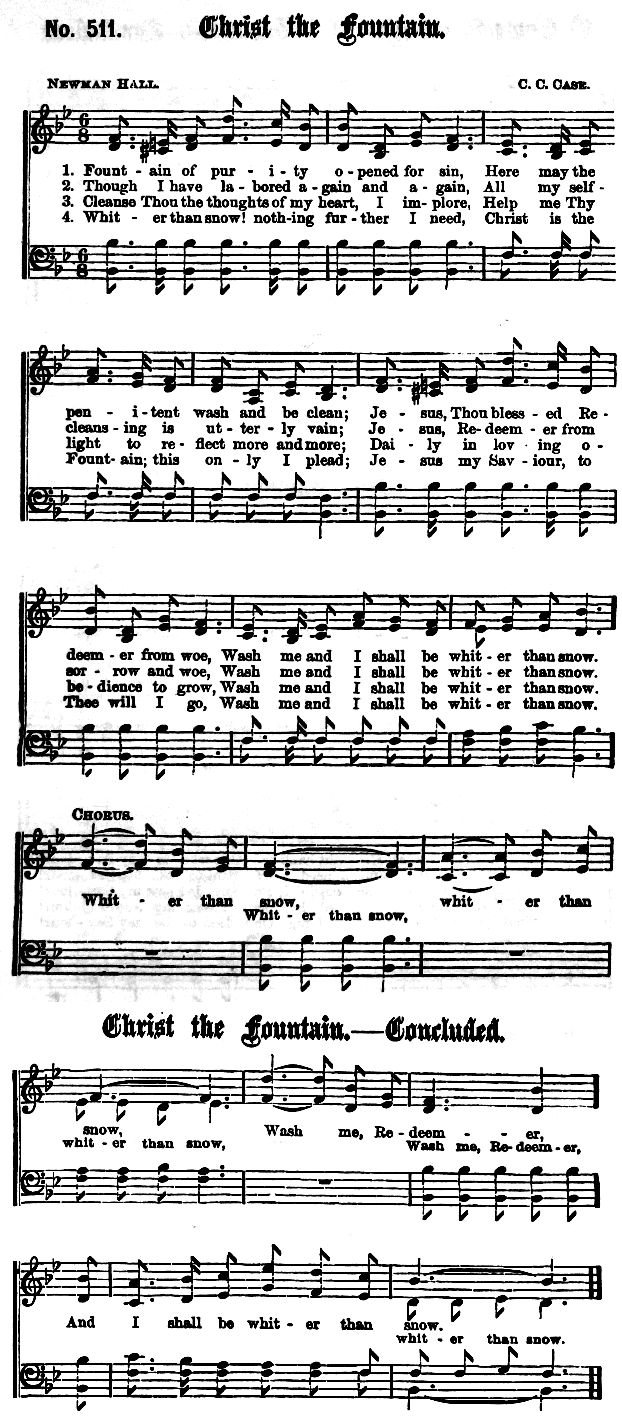 No. 511. Christ the Fountain.
NEWMAN HALL. C. C. CASE.
6 8
1. Fount - ain of pur - i - ty o - pened for sin, Here may the
2. Though I have la - bored a - gain and a - gain, All my self -
3. Cleanse Thou the thoughts of my heart, I im - plore, Help me Thy
4. Whit - er than snow! noth - ing fur - ther I need, Christ is the
6 8
pen - i - tent wash and be clean; Je - sus, Thou bless - ed Re -
cleans - ing is ut - ter - ly vain; Je - sus, Re - deem - er from
light to re - flect more and more; Dai - ly in lov - ing o -
Fount - ain; this on - ly I plead; Je - sus my Sav - iour, to
deem - er from woe, Wash me and I shall be whit - er than snow.
sor - row and woe, Wash me and I shall be whit - er than snow.
be - dience to grow, Wash me and I shall be whit - er than snow.
Thee will I go, Wash me and I shall be whit - er than snow.
CHORUS.
Whit - er than snow, whit - er than
Whit - er than snow,
Christ the Fountain.—Concluded.
snow, Wash me, Re - deem - - er,
whit - er than snow, Wash me, Re - deem - er,
And I shall be whit - er than snow.
whit - er than snow.